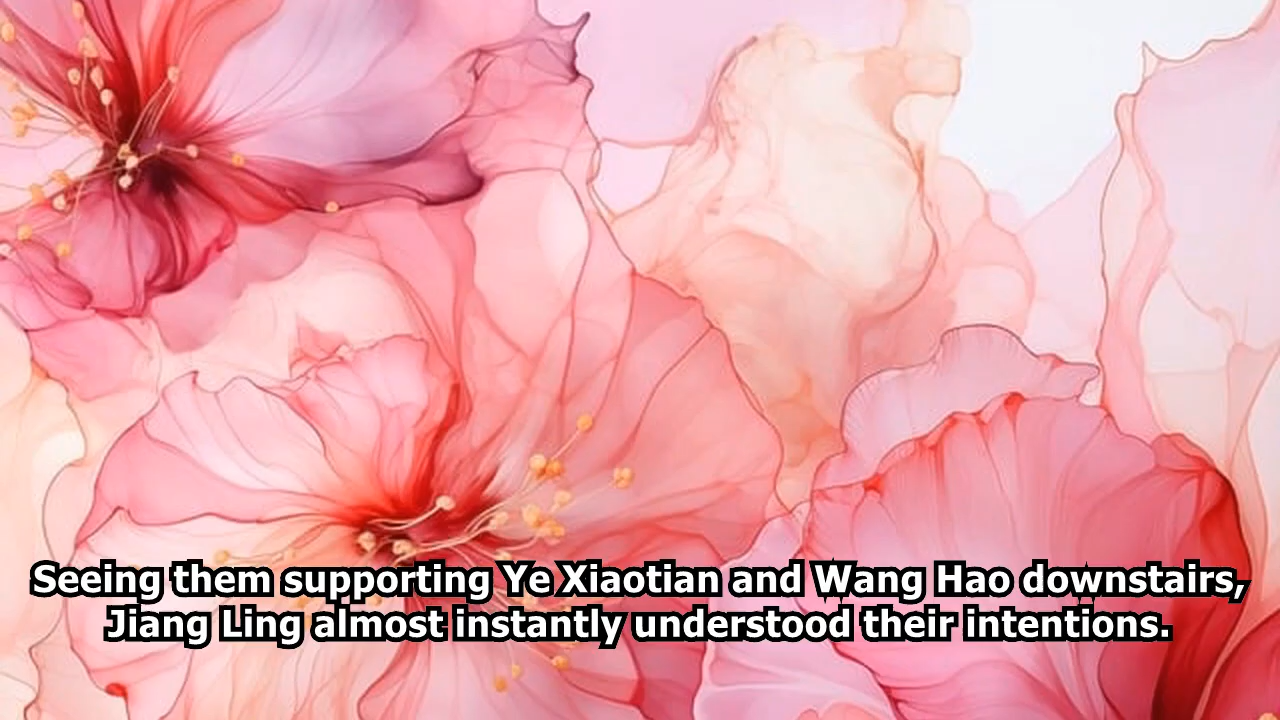 Seeing them supporting Ye Xiaotian and Wang Hao downstairs,
Jiang Ling almost instantly understood their intentions.